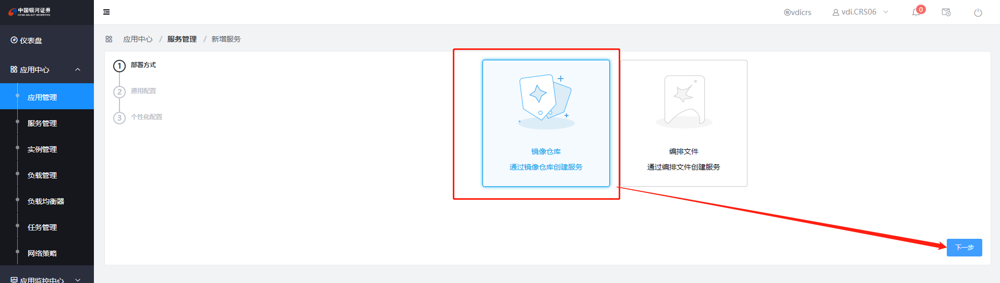 中国银河证券
CHINA GALAXY SECURITIES
vdicrs
vdi.CRS06
0
仪表盘
应用中心
应用管理
服务管理
实例管理
负载管理
负载均衡器
任务管理
网络策略
应用监控中心
应用中心 / 服务管理 / 新增服务
1 部署方式
2 通用配置
3 个性化配置
镜像仓库
通过镜像仓库创建服务
编排文件
通过编排文件创建服务
下一步